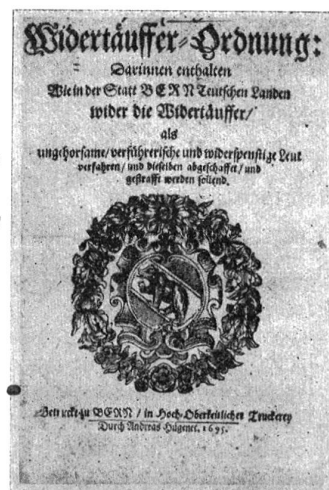 Widertäuffer-Ordnung:
Darinnen enthalten
Wie in der Statt BERN Teutschen Landen
wider die Widertäuffer/
als
ungehorsame/verführerische und widerspenstige Leut
verfahren/und dieselben abgeschaffet/und
gestrafft werden sollend.
Getruckt zu BERN / in Hoch-Oberkeitlicher Truckerey
Durch Andreas Hügenet. 1695.